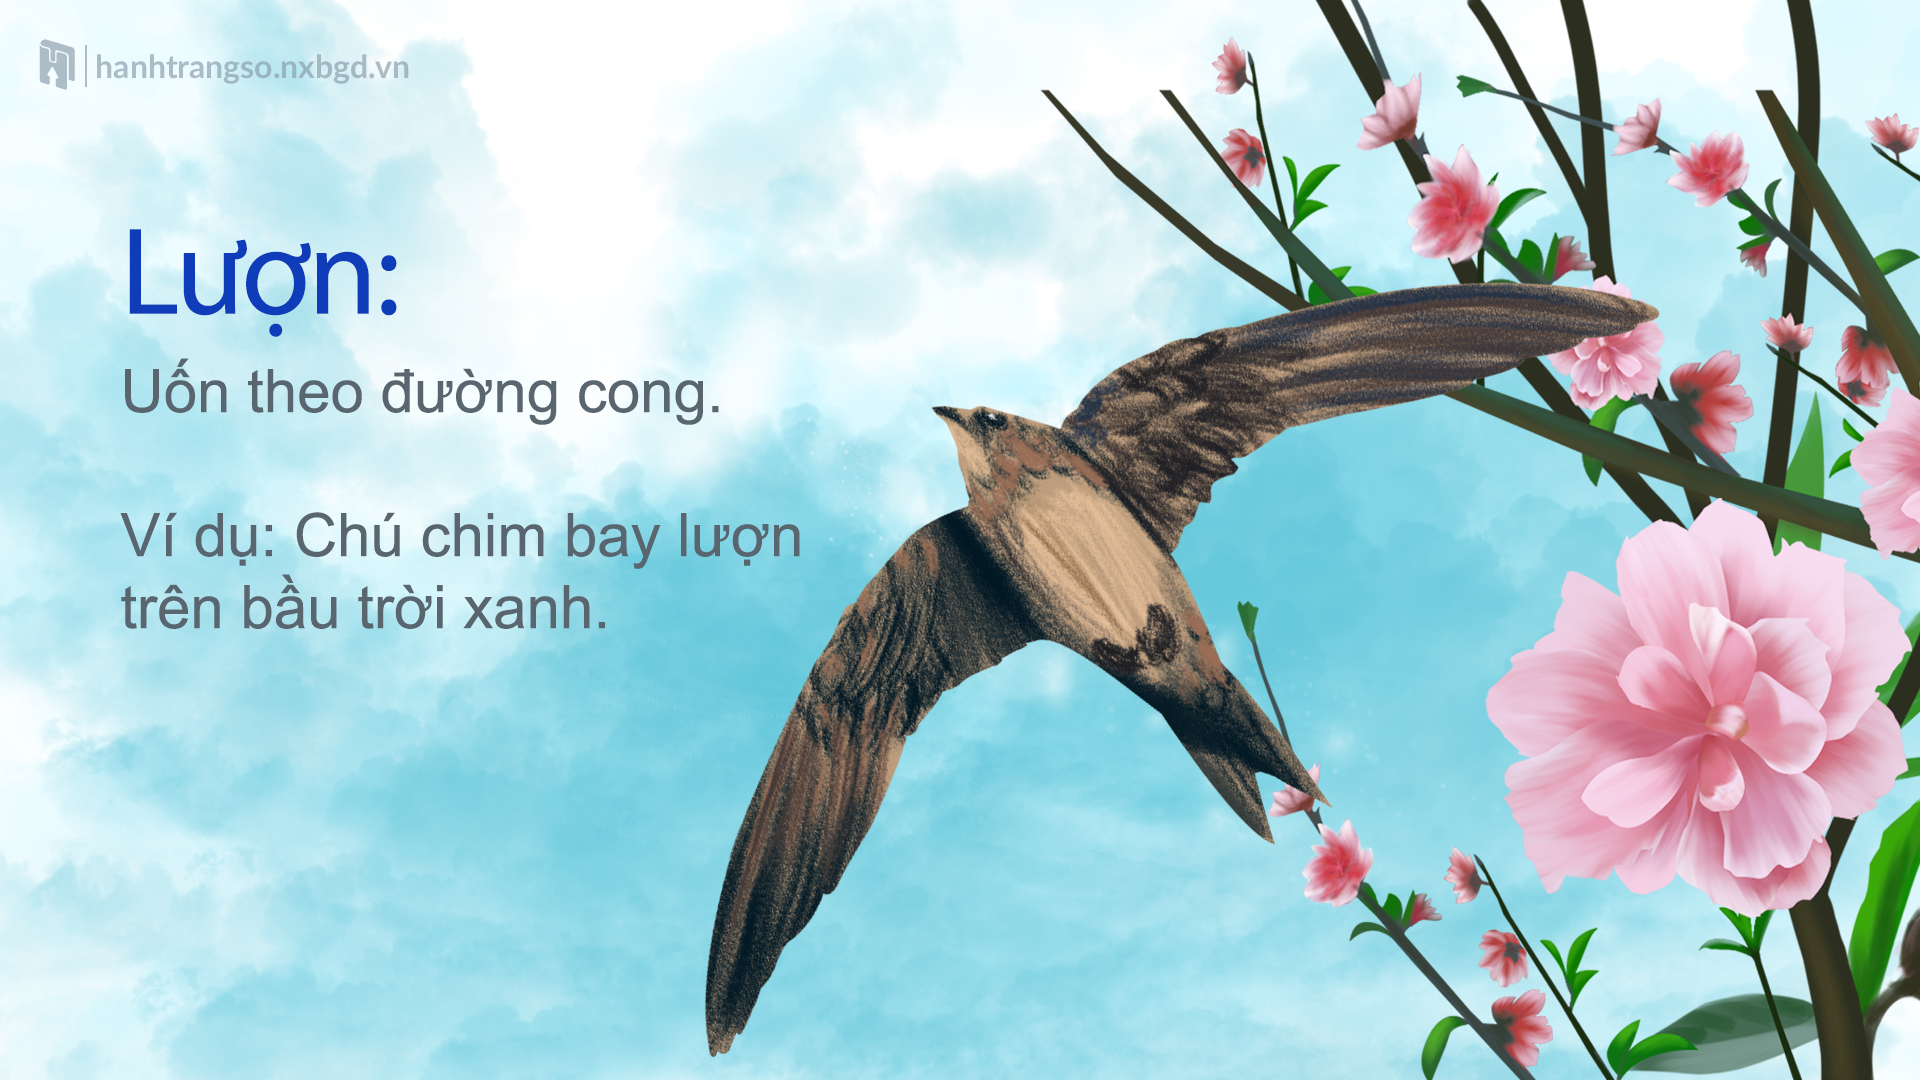 hanhtrangso.nxbgd.vn
Lượn:
Uốn theo đường cong.
Ví dụ: Chú chim bay lượn
trên bầu trời xanh.